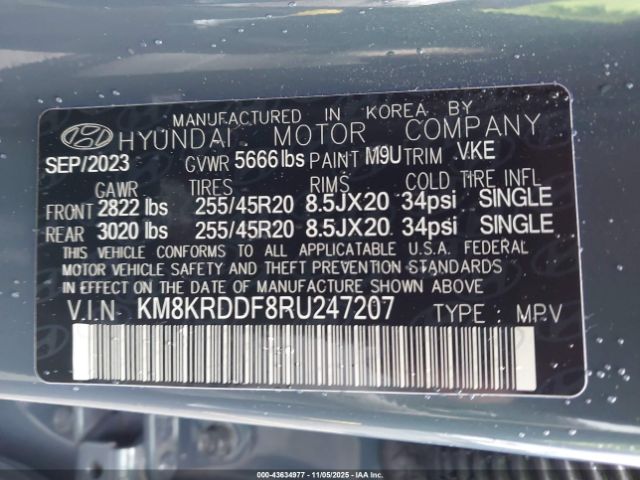 MANUFACTURED IN KOREA BY
HYUNDAI MOTOR COMPANY
SEP/2023 GVWR 5666 lbs PAINT M9U TRIM VKE
GAWR TIRES RIMS COLD TIRE INFL
FRONT 2822 lbs 255/45R20 8.5JX20 34psi SINGLE
REAR 3020 lbs 255/45R20 8.5JX20 34psi SINGLE
THIS VEHICLE CONFORMS TO ALL APPLICATABLE U.S.A. FEDERAL
MOTOR VEHICLE SAFETY AND THEFT PREVENTION STANDARDS
IN EFFECT ON THE DATE OF MANUFACTURE SHOWN ABOVE
V.I.N KM8KRDDF8RU247207 TYPE : MPV
000-43634977 - 11/05/2025 - IAAI.COM